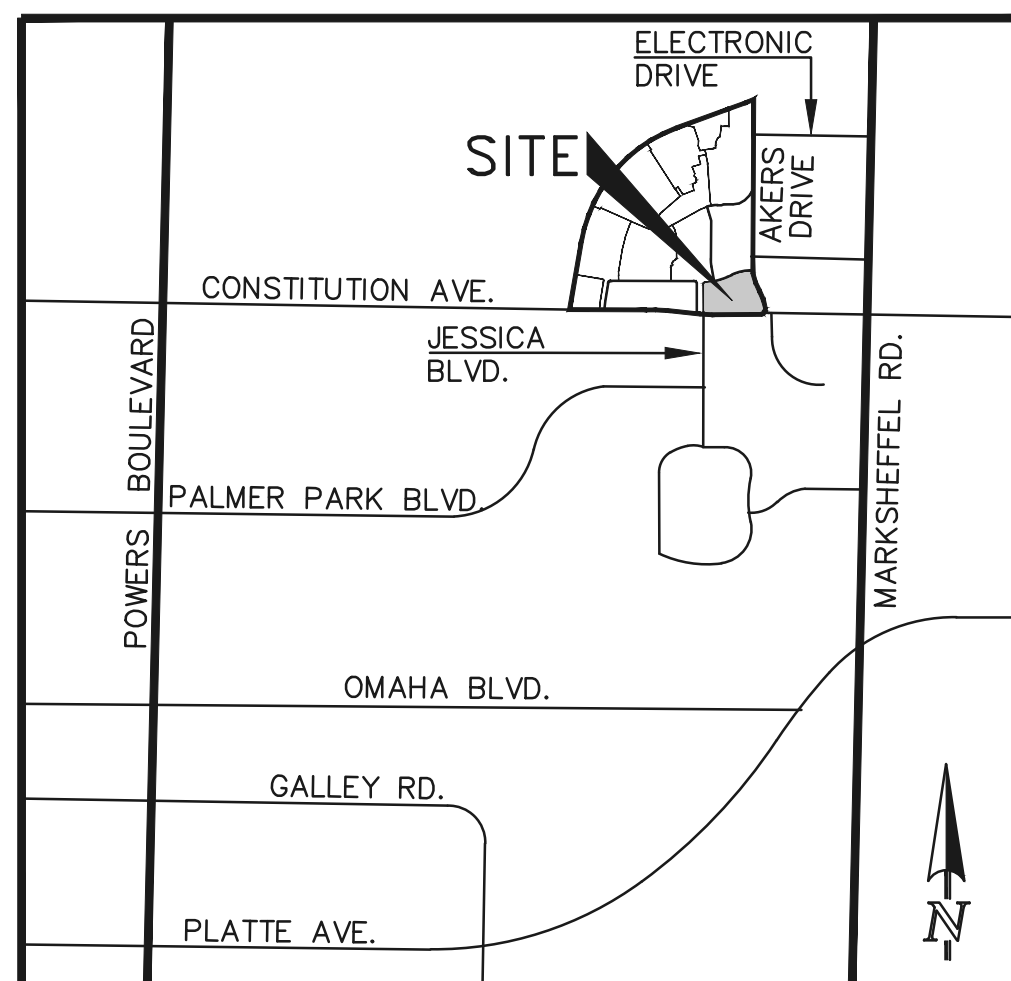 ELECTRONIC
DRIVE
SITE
AKERS
DRIVE
CONSTITUTION AVE.
JESSICA
BLVD.
POWERS BOULEVARD
MARKSHEFFEL RD.
PALMER PARK BLVD.
OMAHA BLVD.
GALLEY RD.
PLATTE AVE.
N